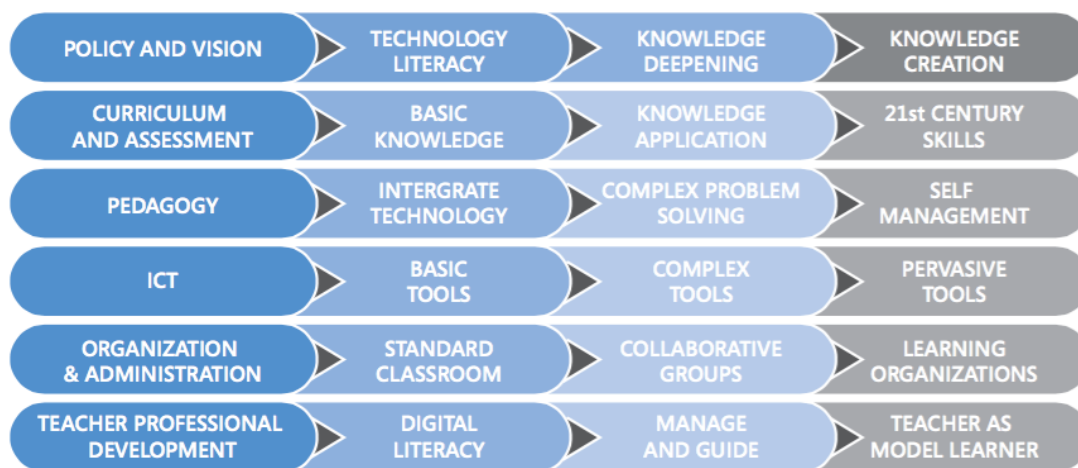 POLICY AND VISION
TECHNOLOGY
LITERACY
KNOWLEDGE
DEEPENING
KNOWLEDGE
CREATION
CURRICULUM
AND ASSESSMENT
BASIC
KNOWLEDGE
KNOWLEDGE
APPLICATION
21st CENTURY
SKILLS
PEDAGOGY
INTERGRATE
TECHNOLOGY
COMPLEX PROBLEM
SOLVING
SELF
MANAGEMENT
ICT
BASIC
TOOLS
COMPLEX
TOOLS
PERVASIVE
TOOLS
ORGANIZATION
& ADMINISTRATION
STANDARD
CLASSROOM
COLLABORATIVE
GROUPS
LEARNING
ORGANIZATIONS
TEACHER PROFESSIONAL
DEVELOPMENT
DIGITAL
LITERACY
MANAGE
AND GUIDE
TEACHER AS
MODEL LEARNER